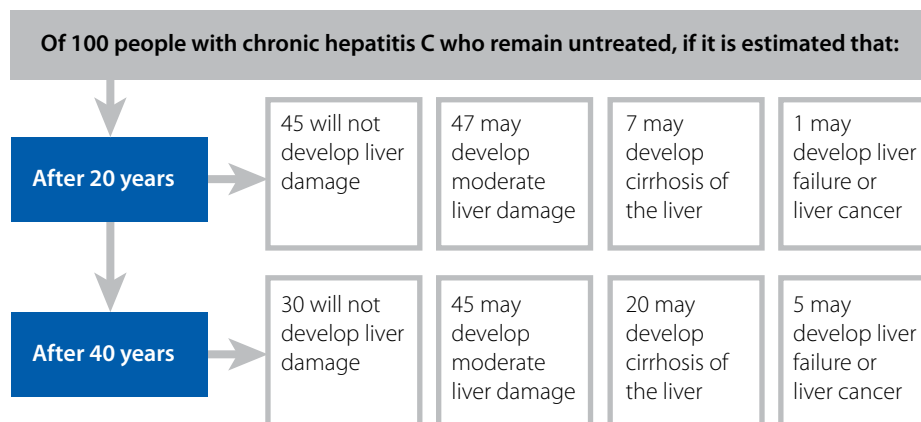 Of 100 people with chronic hepatitis C who remain untreated, if it is estimated that:
After 20 years
45 will not
develop liver
damage
47 may
develop
moderate
liver damage
7 may
develop
cirrhosis of
the liver
1 may
develop liver
failure or
liver cancer
After 40 years
30 will not
develop liver
damage
45 may
develop
moderate
liver damage
20 may
develop
cirrhosis of
the liver
5 may
develop liver
failure or
liver cancer